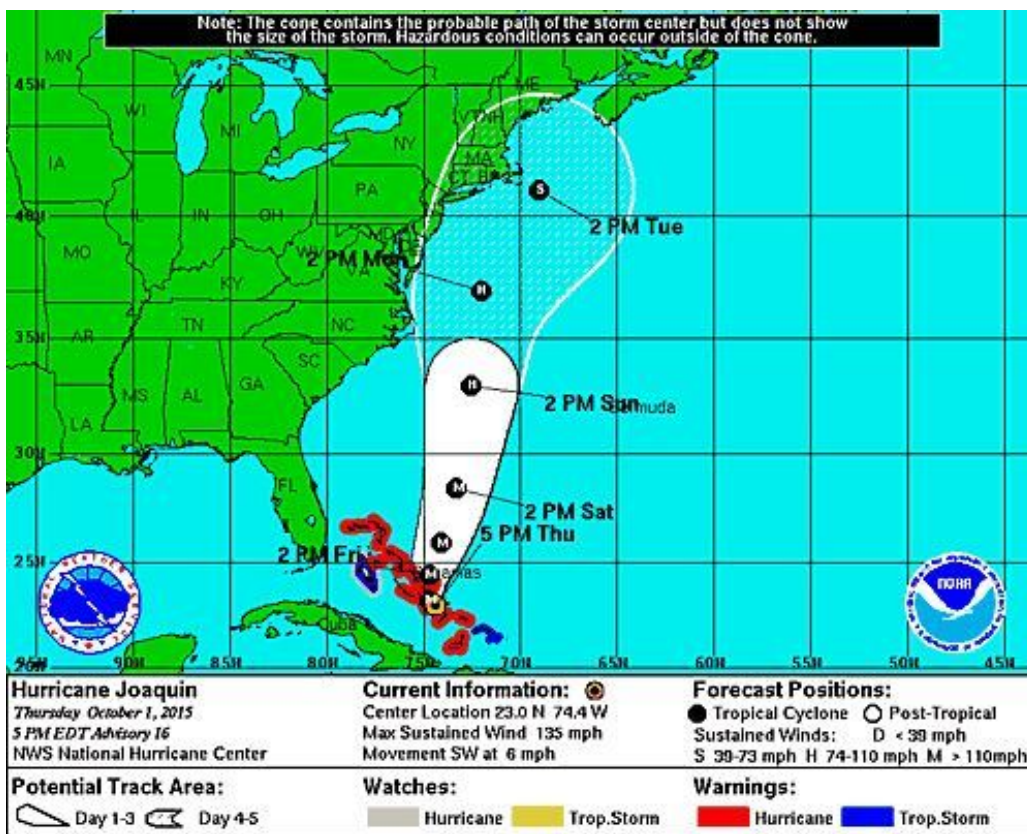 Note: The cone contains the probable path of the storm center but does not show
the size of the storm. Hazardous conditions can occur outside of the cone.
MN
ME
45N
WI
VT NH
MI
NY
MA
IA
CT
PA
IL
IN
OH
40N
2 PM Tue
MO
MD
WV
2 PM Mon
VA
KY
TN
NC
35N
AR
SC
MS
AL
GA
2 PM Sun
Bermuda
LA
30N
FL
2 PM Sat
5 PM Thu
25N
2 PM Fri
NOAA
Cuba
90W
85W
80W
75W
70W
65W
60W
55W
50W
45W
Hurricane Joaquin
Thursday October 1, 2015
5 PM EDT Advisory 16
NWS National Hurricane Center
Current Information:
Center Location 23.0 N 74.4 W
Max Sustained Wind 135 mph
Movement SW at 6 mph
Forecast Positions:
Tropical Cyclone Post-Tropical
Sustained Winds: D < 39 mph
S 39-73 mph H 74-110 mph M > 110mph
Potential Track Area:
Day 1-3 Day 4-5
Watches:
Hurricane Trop.Storm
Warnings:
Hurricane Trop.Storm